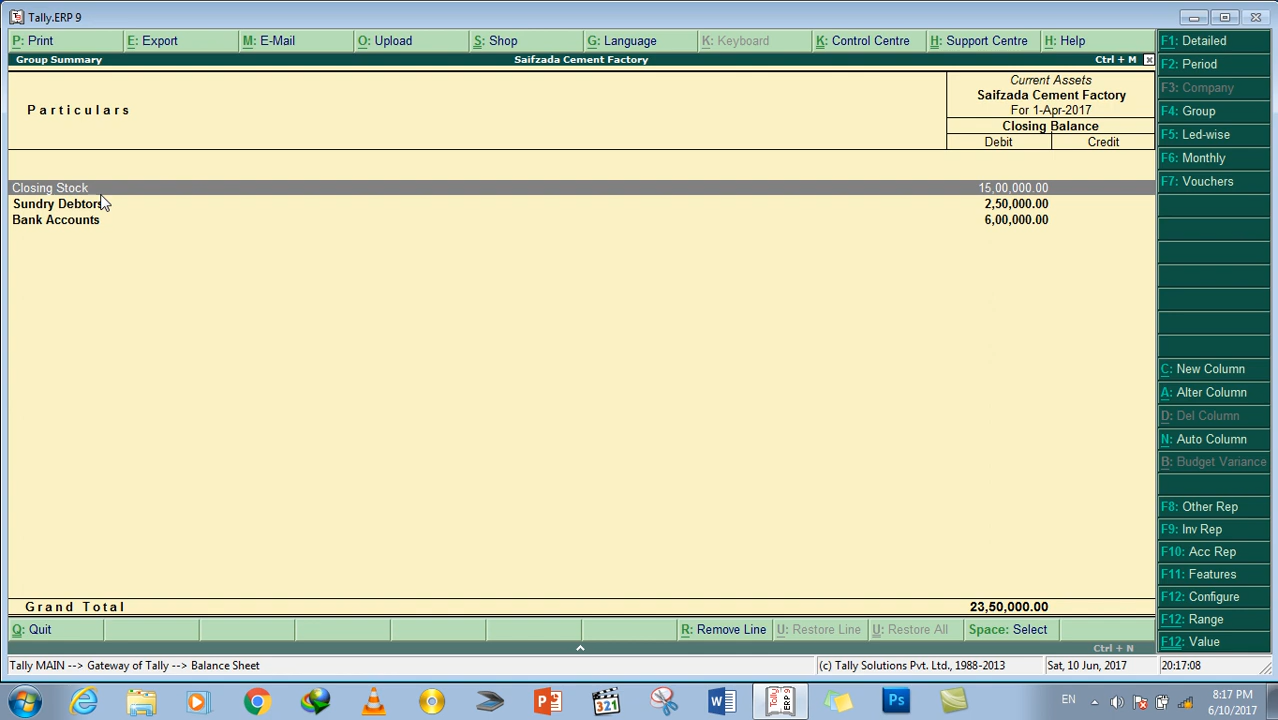 Tally.ERP 9
P: Print E: Export M: E-Mail O: Upload S: Shop G: Language K: Keyboard K: Control Centre H: Support Centre H: Help
Group Summary Saifzada Cement Factory Ctrl + M
Particulars
Current Assets
Saifzada Cement Factory
For 1-Apr-2017
Closing Balance
Debit Credit
Closing Stock 15,00,000.00
Sundry Debtors 2,50,000.00
Bank Accounts 6,00,000.00
Grand Total 23,50,000.00
F1: Detailed
F2: Period
F3: Company
F4: Group
F5: Led-wise
F6: Monthly
F7: Vouchers
C: New Column
A: Alter Column
D: Del Column
N: Auto Column
B: Budget Variance
F8: Other Rep
F9: Inv Rep
F10: Acc Rep
F11: Features
F12: Configure
F12: Range
F12: Value
Q: Quit R: Remove Line U: Restore Line U: Restore All Space: Select
Ctrl + N
Tally MAIN --> Gateway of Tally --> Balance Sheet (c) Tally Solutions Pvt. Ltd., 1988-2013 Sat, 10 Jun, 2017 20:17:08
321
Tally ERP 9
Ps
EN
8:17 PM
6/10/2017